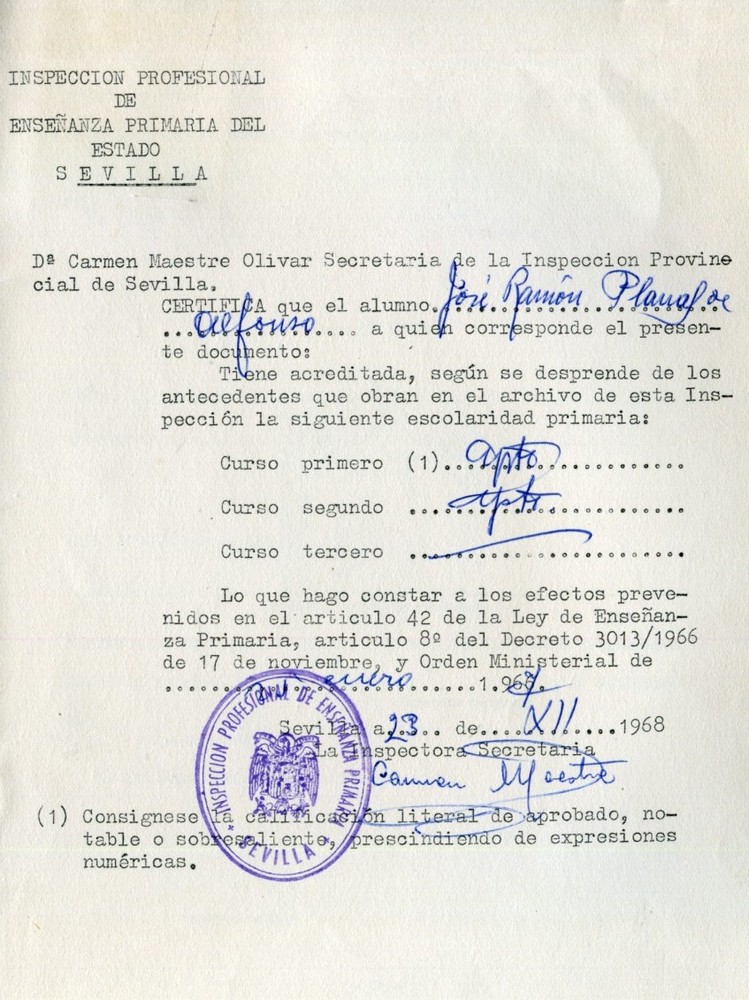 INSPECCION PROFESIONAL
DE
ENSEÑANZA PRIMARIA DEL
ESTADO
S E V I L L A
Dª Carmen Maestre Olivar Secretaria de la Inspeccion Provin
cial de Sevilla.
CERTIFICA que el alumno. José Ramón
...Alfonso.... a quien corresponde el presen-
te documento:
Tiene acreditada, según se desprende de los
antecedentes que obran en el archivo de esta Ins-
pección la siguiente escolaridad primaria:
Curso primero (1)..apto..............
Curso segundo ......apto..............
Curso tercero ........................
Lo que hago constar a los efectos preve-
nidos en el articulo 42 de la Ley de Enseñan-
za Primaria, articulo 8º del Decreto 3013/1966
de 17 de noviembre, y Orden Ministerial de
enero ......1.967.
Sevilla a.23... de....XII.......1968
La Inspectora Secretaria
Carmen Maestre
INSPECCION PROFESIONAL DE ENSEÑANZA PRIMARIA
* SEVILLA *
(1) Consignese la calificación literal de aprobado, no-
table o sobresaliente, prescindiendo de expresiones
numéricas.